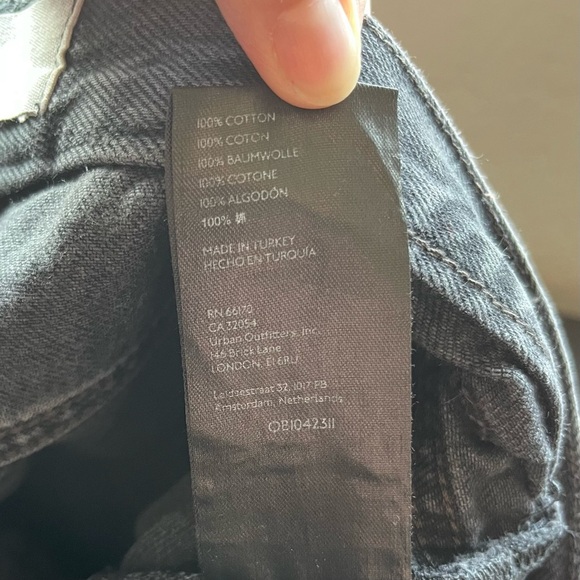 100% COTTON
100% COTON
100% BAUMWOLLE
100% COTONE
100% ALGODÓN
100% 棉
MADE IN TURKEY
HECHO EN TURQUÍA
RN 66170
CA 32054
Urban Outfitters, Inc.
146 Brick Lane
LONDON, E1 6RU
Leidsestraat 32, 1017 PB
Amsterdam, Netherlands
OB1042311